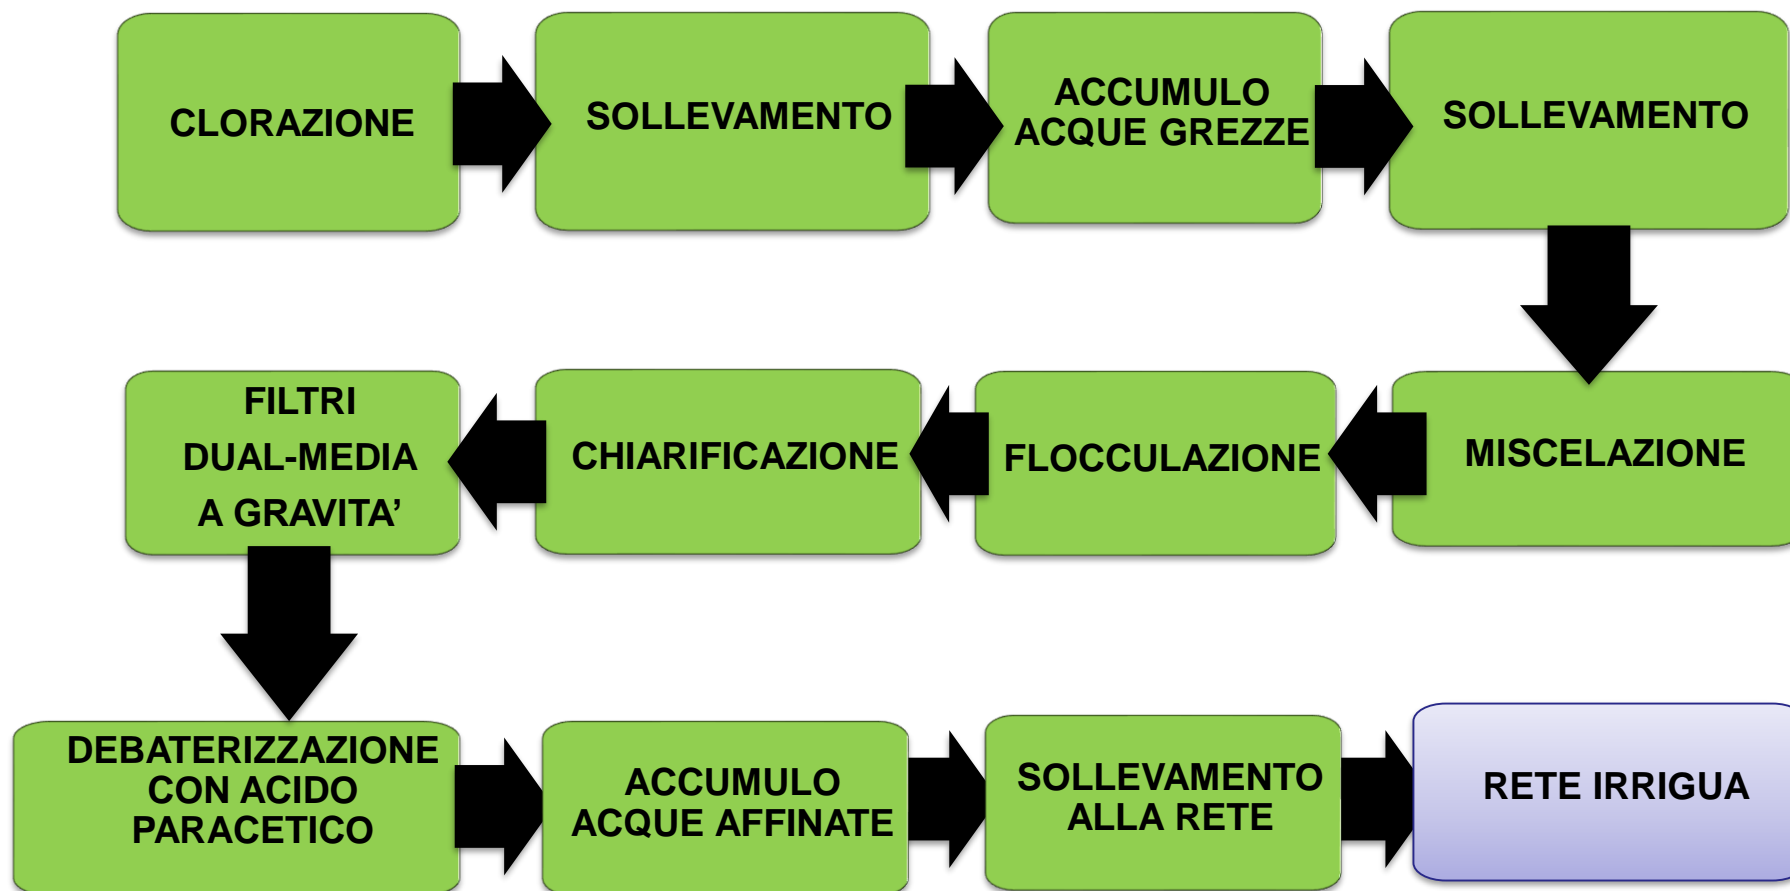 CLORAZIONE
SOLLEVAMENTO
ACCUMULO
ACQUE GREZZE
SOLLEVAMENTO
MISCELAZIONE
FLOCCULAZIONE
CHIARIFICAZIONE
FILTRI
DUAL-MEDIA
A GRAVITA’
DEBATERIZZAZIONE
CON ACIDO
PARACETICO
ACCUMULO
ACQUE AFFINATE
SOLLEVAMENTO
ALLA RETE
RETE IRRIGUA